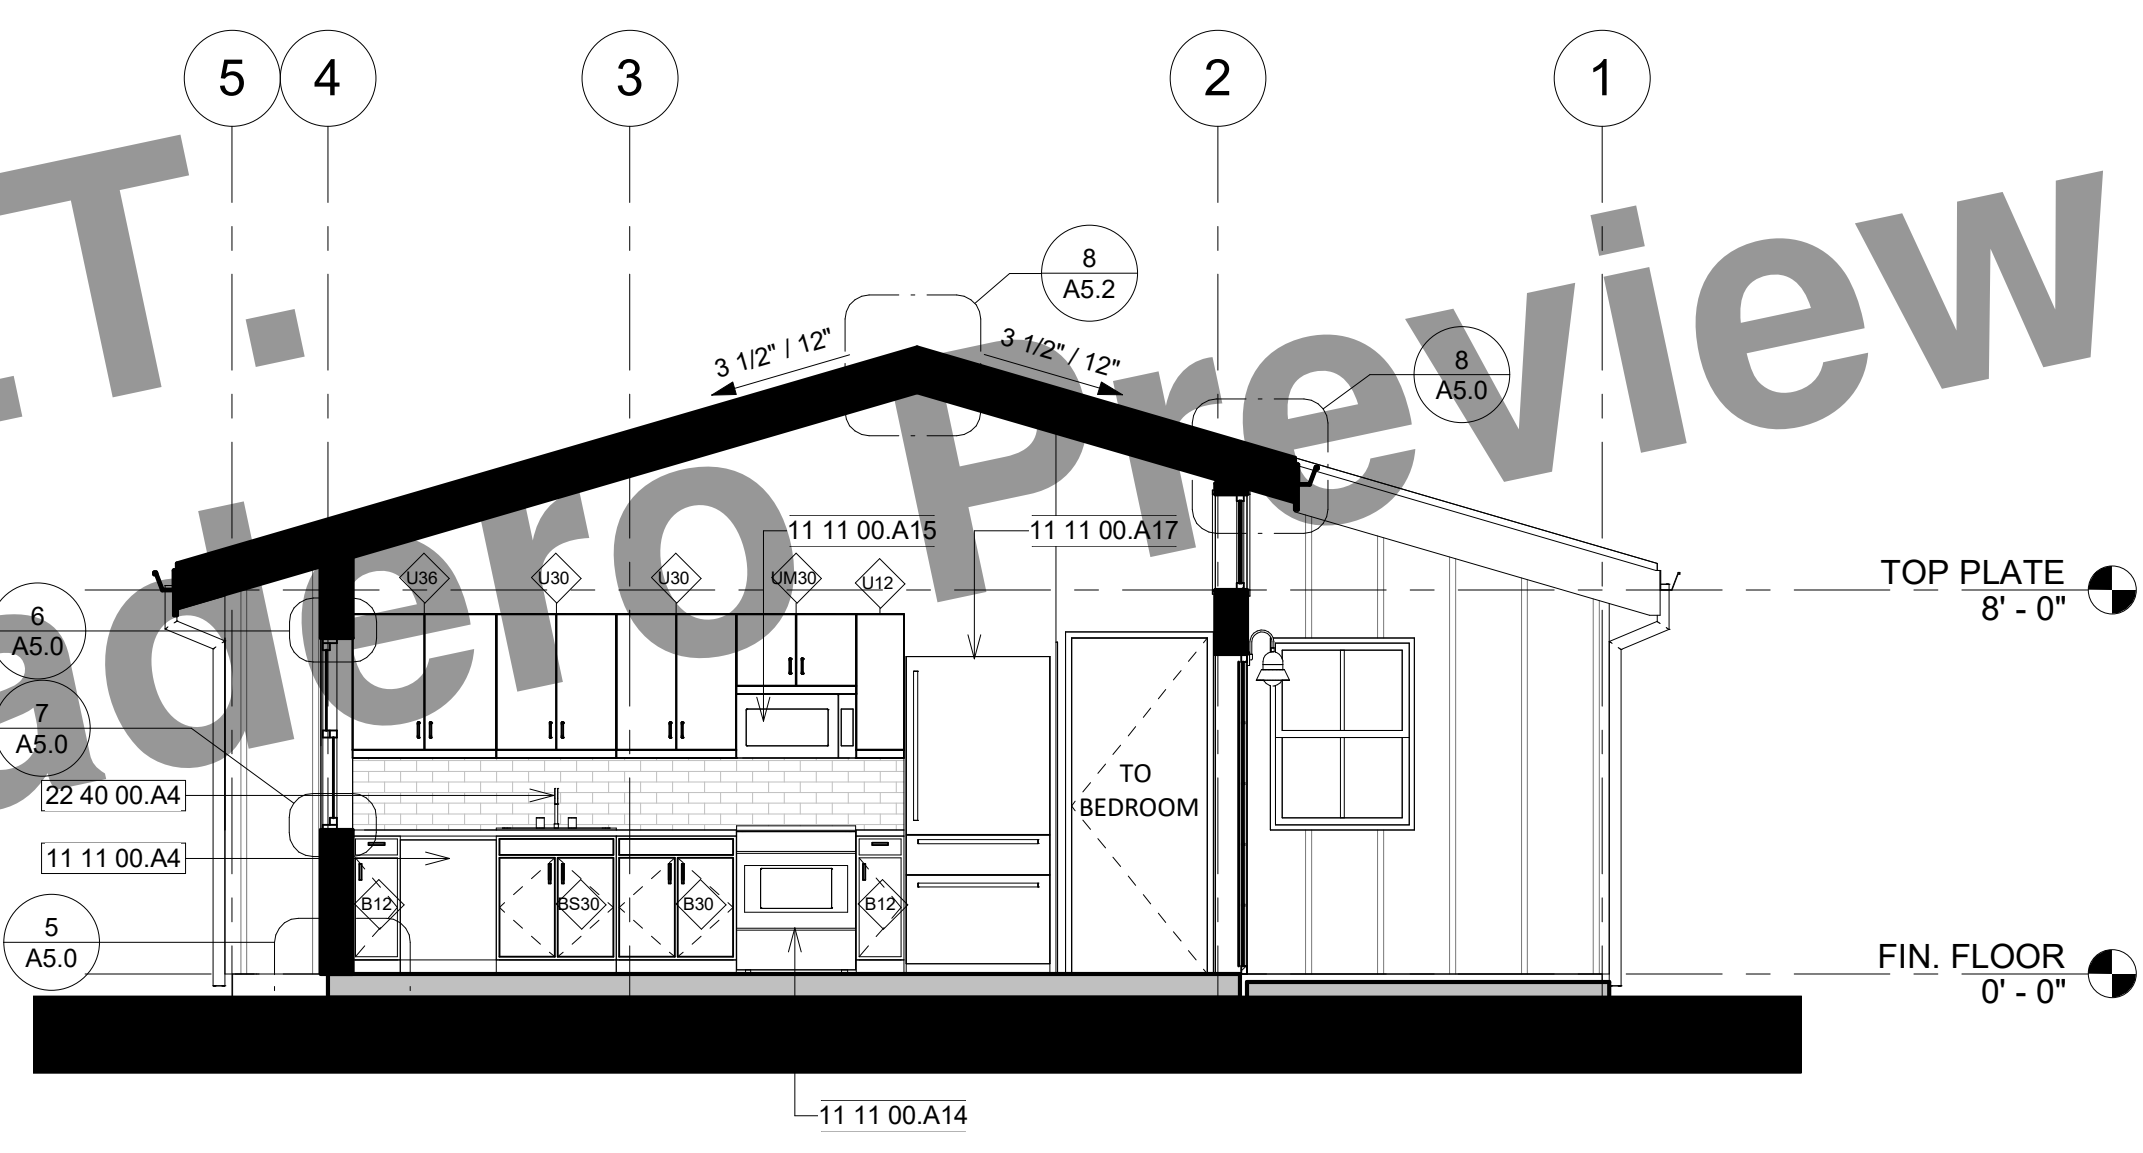 5
4
3
2
1
T.
adero Preview
8
A5.2
3 1/2" / 12"
3 1/2" / 12"
8
A5.0
11 11 00.A15
11 11 00.A17
U36
U30
U30
UM30
U12
TOP PLATE
8' - 0"
6
A5.0
7
A5.0
22 40 00.A4
11 11 00.A4
TO
BEDROOM
B12
BS30
B30
B12
5
A5.0
FIN. FLOOR
0' - 0"
11 11 00.A14